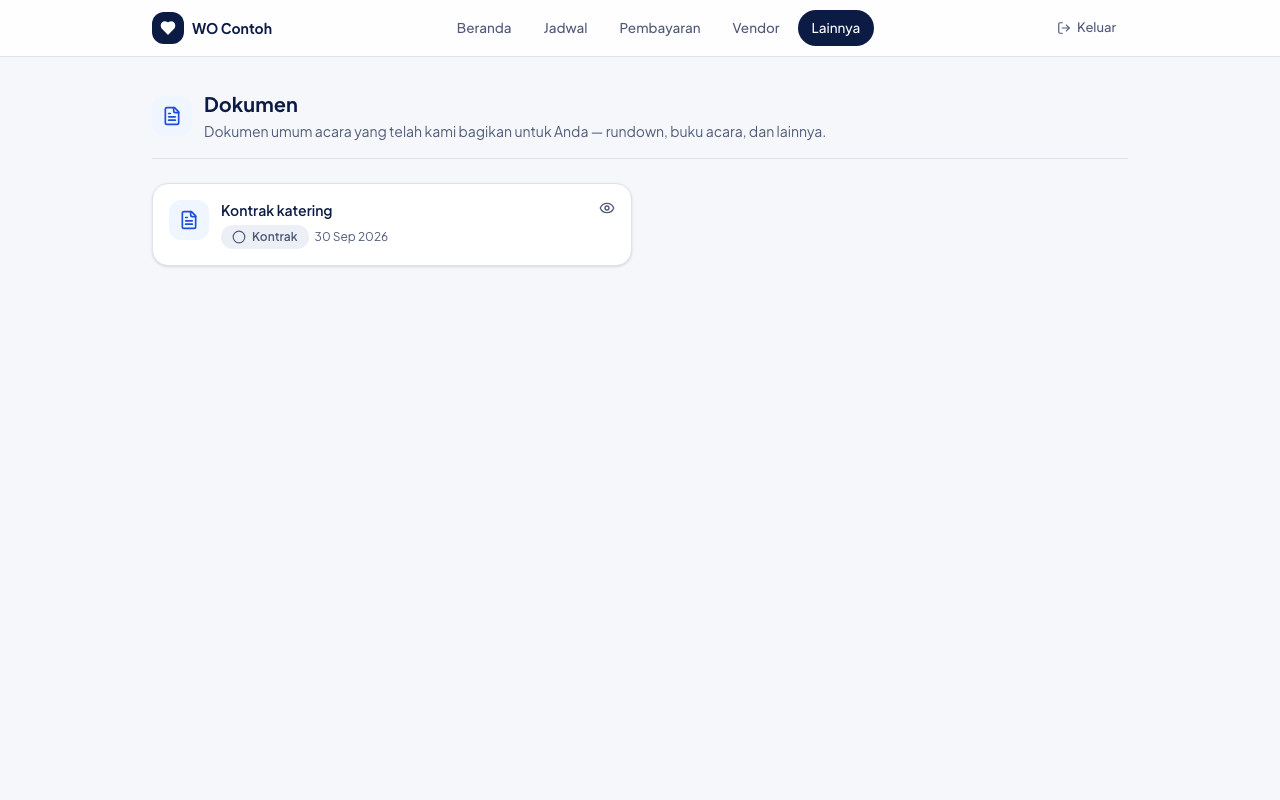 WO Contoh
Beranda
Jadwal
Pembayaran
Vendor
Lainnya
Keluar
Dokumen
Dokumen umum acara yang telah kami bagikan untuk Anda — rundown, buku acara, dan lainnya.
Kontrak katering
Kontrak 30 Sep 2026